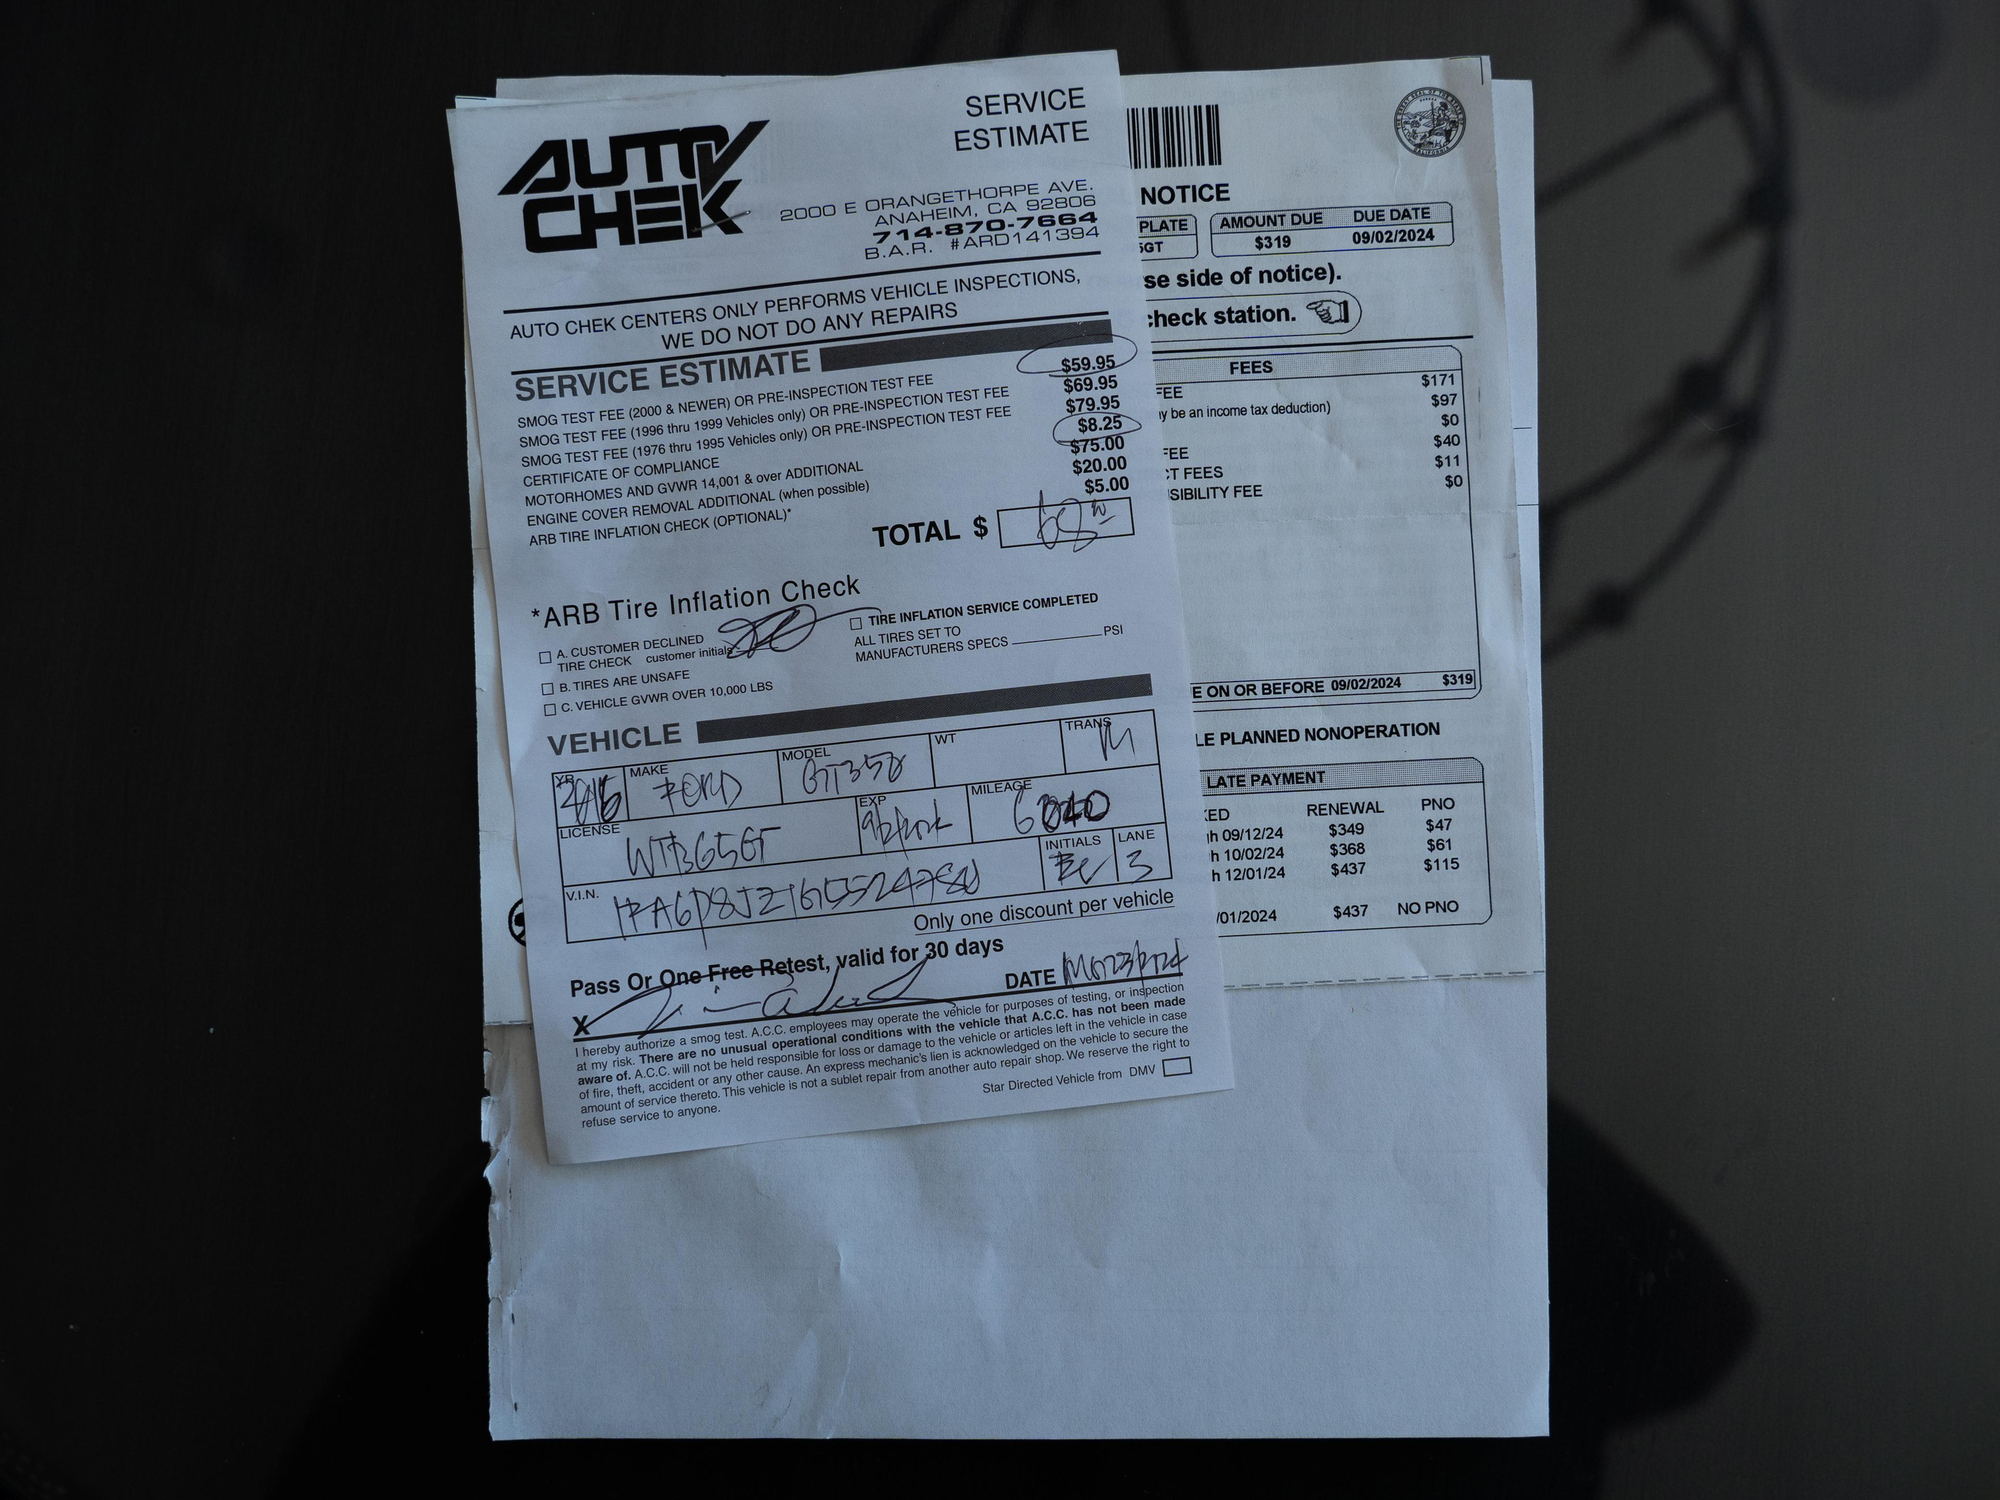 AUTO CHEK
SERVICE
ESTIMATE
2000 E ORANGETHORPE AVE.
ANAHEIM, CA 92806
714-870-7664
B.A.R. #ARD141394
AUTO CHEK CENTERS ONLY PERFORMS VEHICLE INSPECTIONS,
WE DO NOT DO ANY REPAIRS
SERVICE ESTIMATE
SMOG TEST FEE (2000 & NEWER) OR PRE-INSPECTION TEST FEE $59.95
SMOG TEST FEE (1996 thru 1999 Vehicles only) OR PRE-INSPECTION TEST FEE $69.95
SMOG TEST FEE (1976 thru 1995 Vehicles only) OR PRE-INSPECTION TEST FEE $79.95
CERTIFICATE OF COMPLIANCE $8.25
MOTORHOMES AND GVWR 14,001 & over ADDITIONAL $75.00
ENGINE COVER REMOVAL ADDITIONAL (when possible) $20.00
ARB TIRE INFLATION CHECK (OPTIONAL)* $5.00
TOTAL $ 68
*ARB Tire Inflation Check
A. CUSTOMER DECLINED
TIRE CHECK customer initials
B. TIRES ARE UNSAFE
C. VEHICLE GVWR OVER 10,000 LBS
TIRE INFLATION SERVICE COMPLETED
ALL TIRES SET TO
MANUFACTURERS SPECS PSI
VEHICLE
YR 2016 MAKE FORD MODEL GT350 WT TRANS M
LICENSE EXP MILEAGE
V.I.N. INITIALS LANE 3
Only one discount per vehicle
Pass Or One Free Retest, valid for 30 days
X DATE
I hereby authorize a smog test. A.C.C. employees may operate the vehicle for purposes of testing, or inspection
at my risk. There are no unusual operational conditions with the vehicle that A.C.C. has not been made
aware of. A.C.C. will not be held responsible for loss or damage to the vehicle or articles left in the vehicle in case
of fire, theft, accident or any other cause. An express mechanic's lien is acknowledged on the vehicle to secure the
amount of service thereto. This vehicle is not a sublet repair from another auto repair shop. We reserve the right to
refuse service to anyone.
Star Directed Vehicle from DMV
NOTICE
PLATE AMOUNT DUE DUE DATE
GT $319 09/02/2024
se side of notice).
check station.
FEES
FEE $171
y be an income tax deduction) $97
$0
FEE $40
CT FEES $11
SIBILITY FEE $0
E ON OR BEFORE 09/02/2024 $319
LE PLANNED NONOPERATION
LATE PAYMENT
KED RENEWAL PNO
gh 09/12/24 $349 $47
h 10/02/24 $368 $61
h 12/01/24 $437 $115
/01/2024 $437 NO PNO